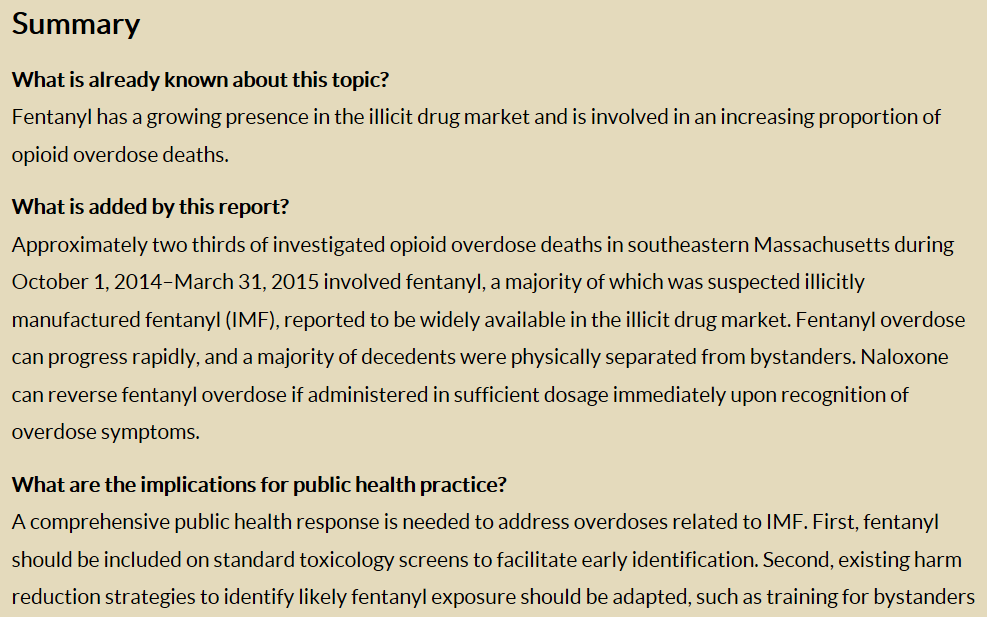 Summary
What is already known about this topic?
Fentanyl has a growing presence in the illicit drug market and is involved in an increasing proportion of
opioid overdose deaths.
What is added by this report?
Approximately two thirds of investigated opioid overdose deaths in southeastern Massachusetts during
October 1, 2014–March 31, 2015 involved fentanyl, a majority of which was suspected illicitly
manufactured fentanyl (IMF), reported to be widely available in the illicit drug market. Fentanyl overdose
can progress rapidly, and a majority of decedents were physically separated from bystanders. Naloxone
can reverse fentanyl overdose if administered in sufficient dosage immediately upon recognition of
overdose symptoms.
What are the implications for public health practice?
A comprehensive public health response is needed to address overdoses related to IMF. First, fentanyl
should be included on standard toxicology screens to facilitate early identification. Second, existing harm
reduction strategies to identify likely fentanyl exposure should be adapted, such as training for bystanders